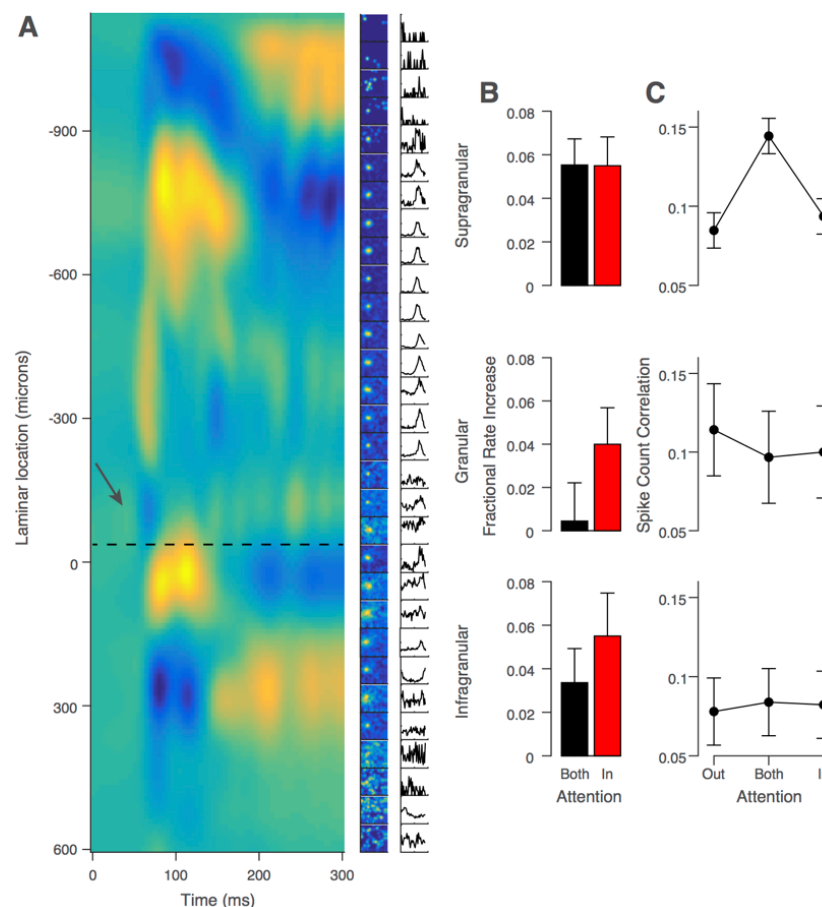 A
Laminar location (microns)
-900
-600
-300
0
300
600
0
100
200
300
Time (ms)
B
Supragranular
0.08
0.06
0.04
0.02
0
Granular
Fractional Rate Increase
0.08
0.06
0.04
0.02
0
Infragranular
0.08
0.06
0.04
0.02
0
Both
In
Attention
C
0.15
0.1
0.05
Spike Count Correlation
0.15
0.1
0.05
0.15
0.1
0.05
Out
Both
Attention